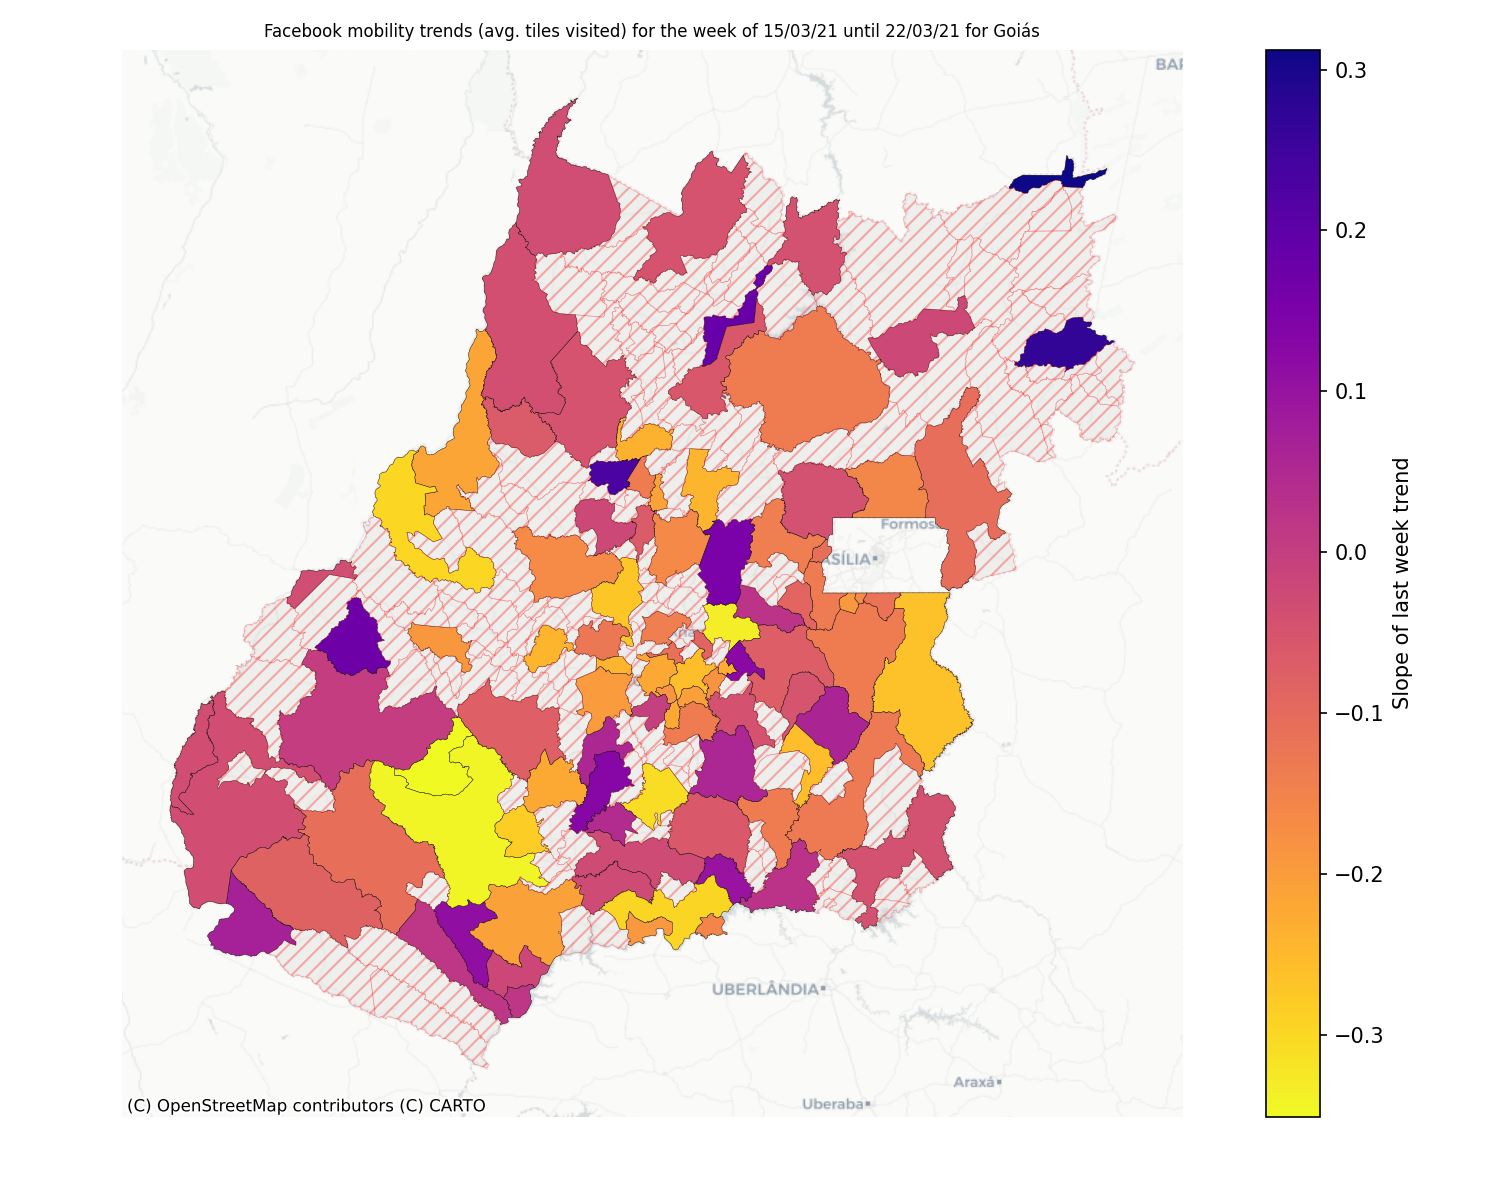 Facebook mobility trends (avg. tiles visited) for the week of 15/03/21 until 22/03/21 for Goiás
BAR
0.3
0.2
0.1
0.0
−0.1
−0.2
−0.3
Slope of last week trend
Formos
ASÍLIA
UBERLÂNDIA
Araxá
Uberaba
(C) OpenStreetMap contributors (C) CARTO